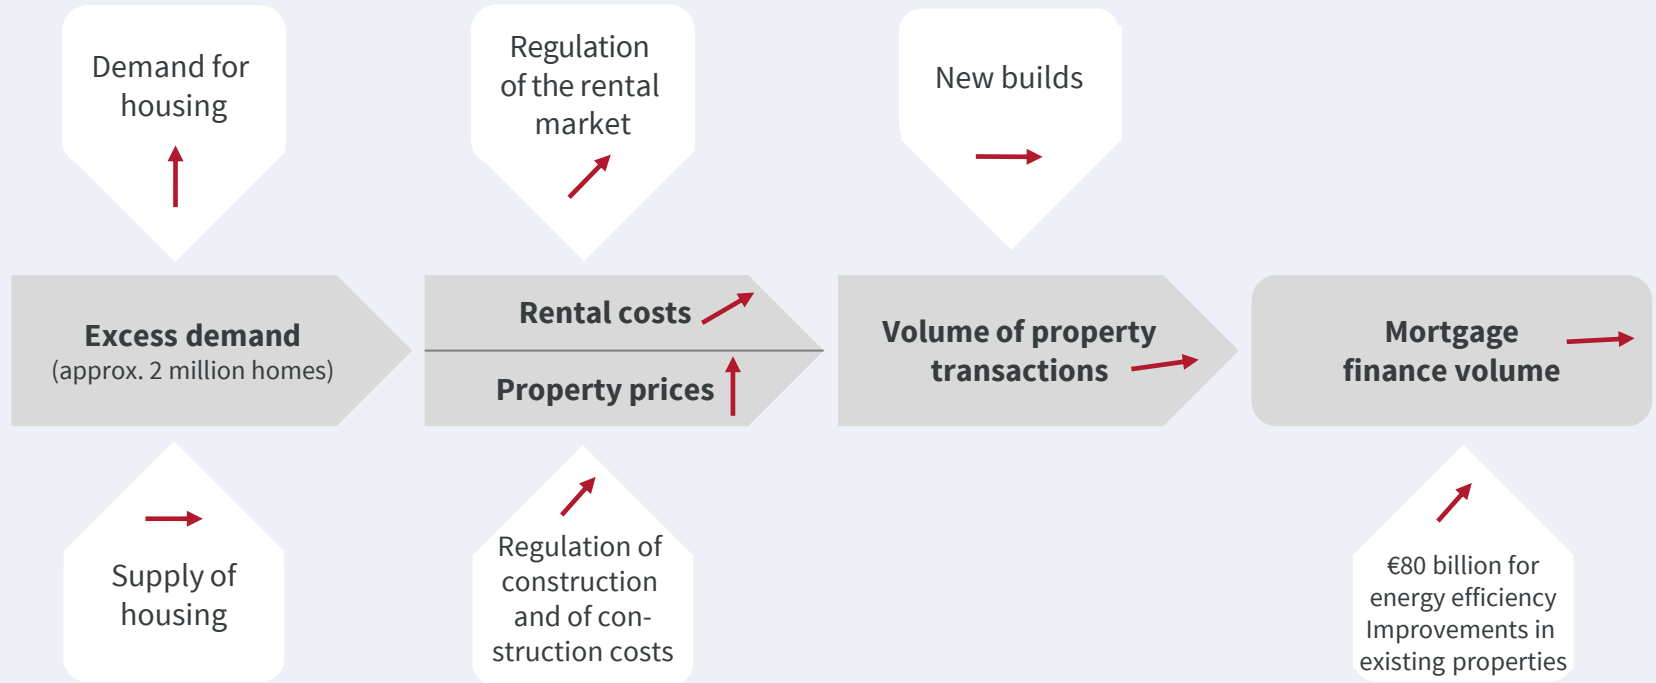 Demand for
housing
Regulation
of the rental
market
New builds
Excess demand
(approx. 2 million homes)
Rental costs
Property prices
Volume of property
transactions
Mortgage
finance volume
Supply of
housing
Regulation of
construction
and of con-
struction costs
€80 billion for
energy efficiency
Improvements in
existing properties